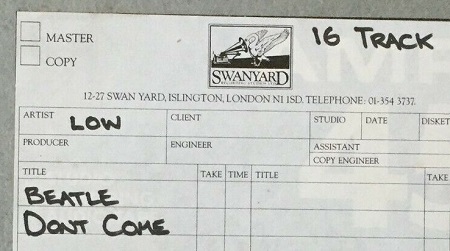 MASTER
COPY
SWANYARD
16 TRACK
12-27 SWAN YARD, ISLINGTON, LONDON N1 1SD. TELEPHONE: 01-354 3737.
ARTIST LOW CLIENT STUDIO DATE DISKET
PRODUCER ENGINEER ASSISTANT
COPY ENGINEER
TITLE TAKE TIME TITLE TAKE
BEATLE
DONT COME